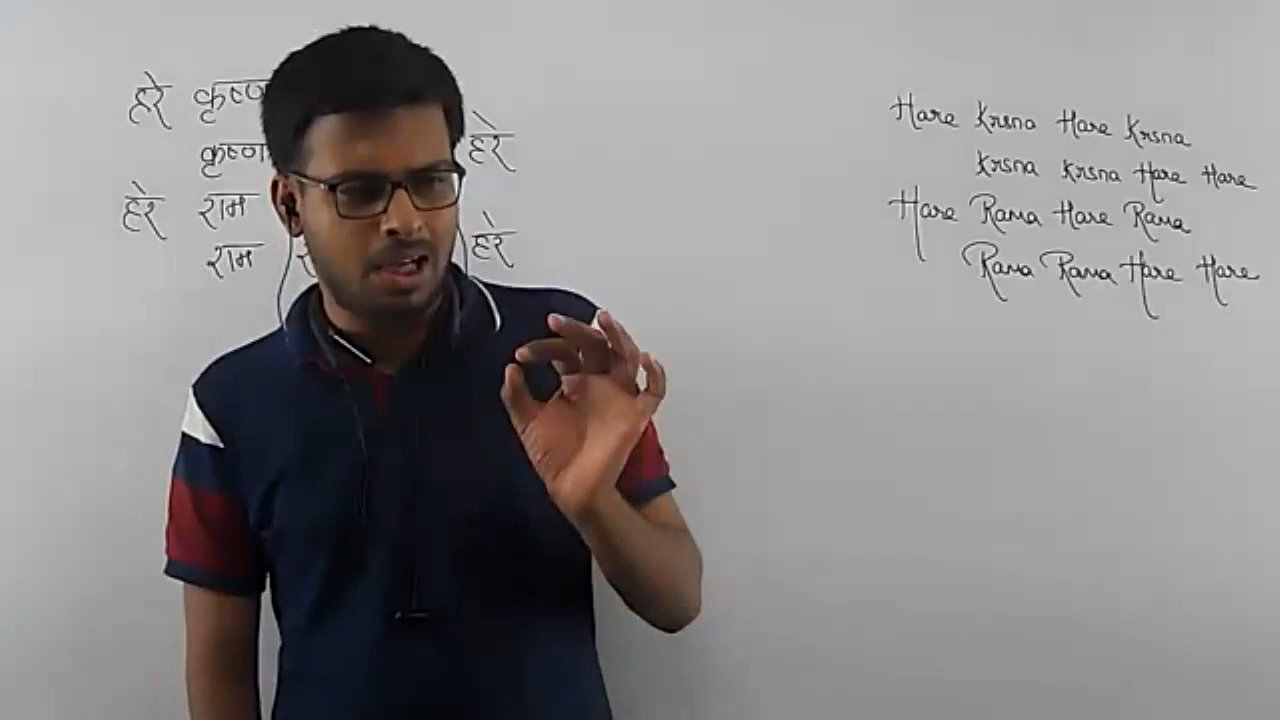 हरे कृष्ण
कृष्ण हरे
हरे राम
राम हरे
Hare Krsna Hare Krsna
Krsna Krsna Hare Hare
Hare Rama Hare Rama
Rama Rama Hare Hare